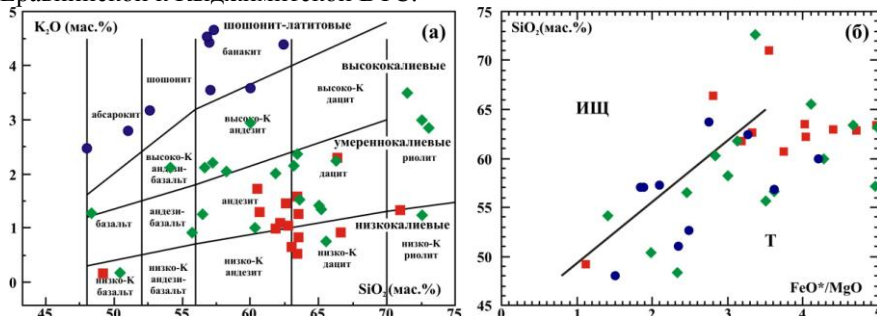 K₂O (мас.%)
шошонит-латитовые
(а)
банакит
шошонит
абсарокит
высококалиевые
высоко-К
дацит
высоко-К
андезит
высоко-К
андези-
базальт
умереннокалиевые
дацит
риолит
андезит
базальт
андези-
базальт
низкокалиевые
низко-К
базальт
низко-К
андези-
базальт
низко-К
андезит
низко-К
дацит
низко-К
риолит
SiO₂ (мас.%)
5
4
3
2
1
0
45 50 55 60 65 70 75
SiO₂(мас.%)
(б)
ИЩ
Т
FeO*/MgO
75
70
65
60
55
50
45
0 1 2 3 4 5